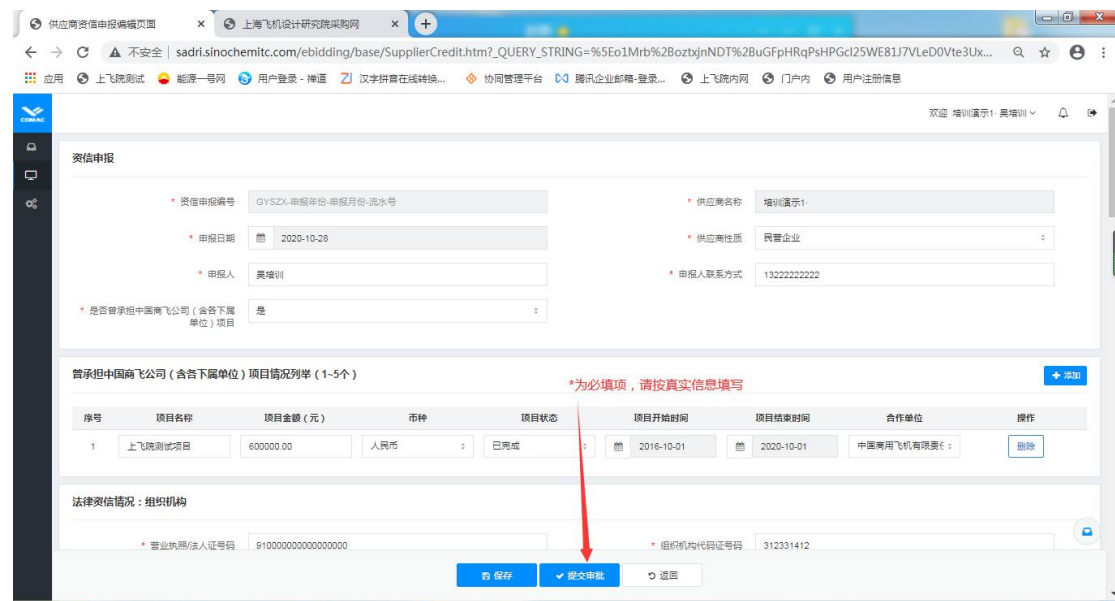 供应商资信申报编辑页面 ×
上海飞机设计研究院采购网 ×
不安全 | sadri.sinochemitc.com/ebidding/base/SupplierCredit.htm?_QUERY_STRING=%5Eo1Mrb%2BoztxjnNDT%2BuGFpHRqPsHPGcl25WE81J7VLeD0Vte3Ux...
应用 上飞院测试 能源一号网 用户登录 - 禅道 汉字拼音在线转换... 协同管理平台 腾讯企业邮箱-登录... 上飞院内网 门户内 用户注册信息
COMAC
欢迎 培训演示1· 吴培训
资信申报
* 资信申报编号 GYSZX-申报年份-申报月份-流水号 * 供应商名称 培训演示1·
* 申报日期 2020-10-28 * 供应商性质 民营企业
* 申报人 吴培训 * 申报人联系方式 13222222222
* 是否曾承担中国商飞公司（含各下属单位）项目 是
曾承担中国商飞公司（含各下属单位）项目情况列举（1~5个） + 添加
*为必填项，请按真实信息填写
序号 项目名称 项目金额（元） 币种 项目状态 项目开始时间 项目结束时间 合作单位 操作
1 上飞院测试项目 600000.00 人民币 已完成 2016-10-01 2020-10-01 中国商用飞机有限责任 删除
法律资信情况：组织机构
* 营业执照/法人证号码 910000000000000000 * 组织机构代码证号码 312331412
保存 提交审批 返回